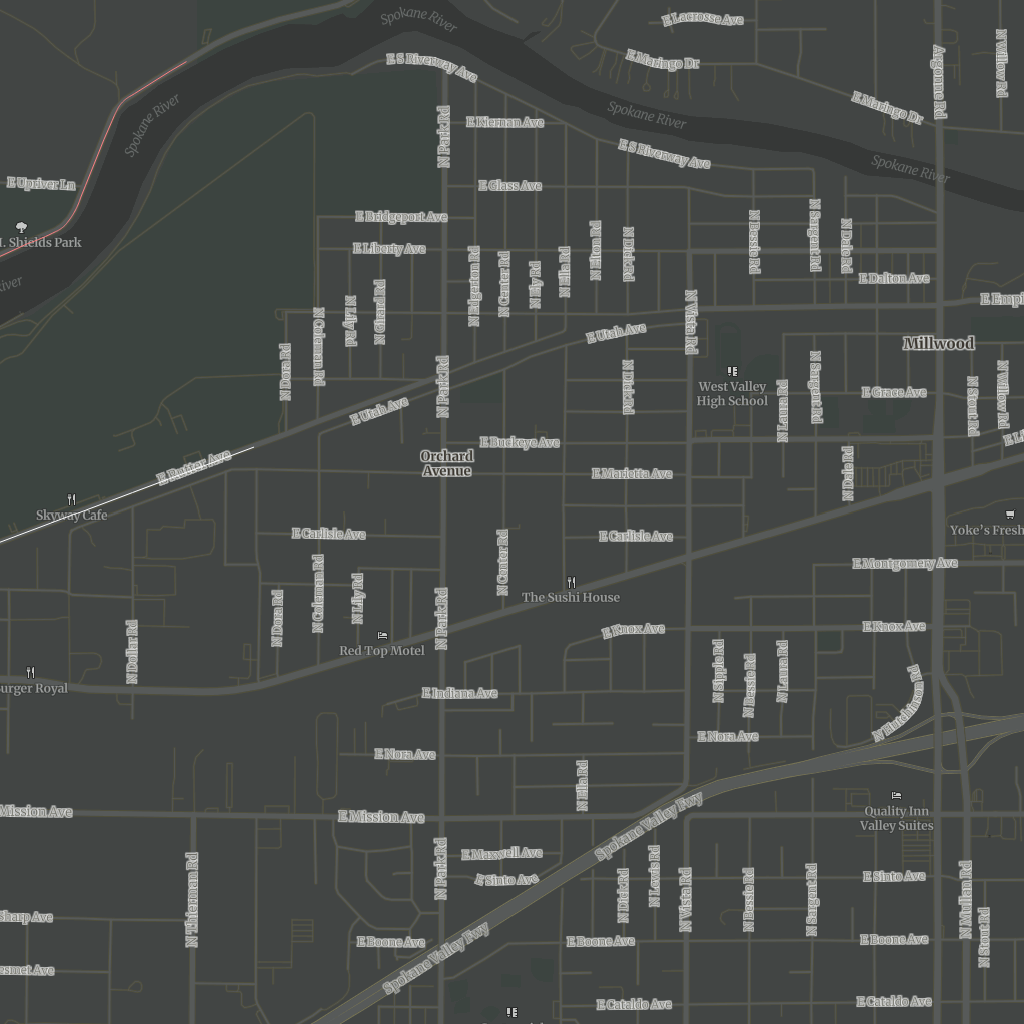 Spokane River
E Lacrosse Ave
N Willow Rd
E S Riverway Ave
E Maringo Dr
Argonne Rd
Spokane River
E Maringo Dr
Spokane River
N Park Rd
E Kiernan Ave
E S Riverway Ave
Spokane River
E Upriver Ln
E Glass Ave
E Bridgeport Ave
N Bessie Rd
N Sargent Rd
N Dale Rd
Shields Park
E Liberty Ave
N Elton Rd
N Dick Rd
N Edgerton Rd
N Center Rd
N Ely Rd
N Ella Rd
E Dalton Ave
River
N Coleman Rd
N Lily Rd
N Girard Rd
N Vista Rd
E Utah Ave
Millwood
N Dora Rd
N Park Rd
N Dick Rd
West Valley
High School
N Laura Rd
N Sargent Rd
E Grace Ave
N Stout Rd
N Willow Rd
E Utah Ave
E Buckeye Ave
Orchard
Avenue
E Rutter Ave
E Marietta Ave
N Dale Rd
Skyway Cafe
E Carlisle Ave
E Carlisle Ave
Yoke's Fresh
N Center Rd
E Montgomery Ave
N Dora Rd
N Coleman Rd
N Lily Rd
N Park Rd
The Sushi House
N Dollar Rd
Red Top Motel
E Knox Ave
E Knox Ave
N Sipple Rd
N Bessie Rd
N Laura Rd
Burger Royal
E Indiana Ave
N Hutchinson Rd
E Nora Ave
E Nora Ave
N Ella Rd
Mission Ave
E Mission Ave
Spokane Valley Fwy
Quality Inn
Valley Suites
N Park Rd
E Maxwell Ave
E Sinto Ave
N Thierman Rd
N Dick Rd
N Locus Rd
N Vista Rd
N Bessie Rd
N Sargent Rd
E Sinto Ave
N Mullan Rd
N Stout Rd
Sharp Ave
E Boone Ave
E Boone Ave
E Boone Ave
Spokane Valley Fwy
E Cataldo Ave
E Cataldo Ave